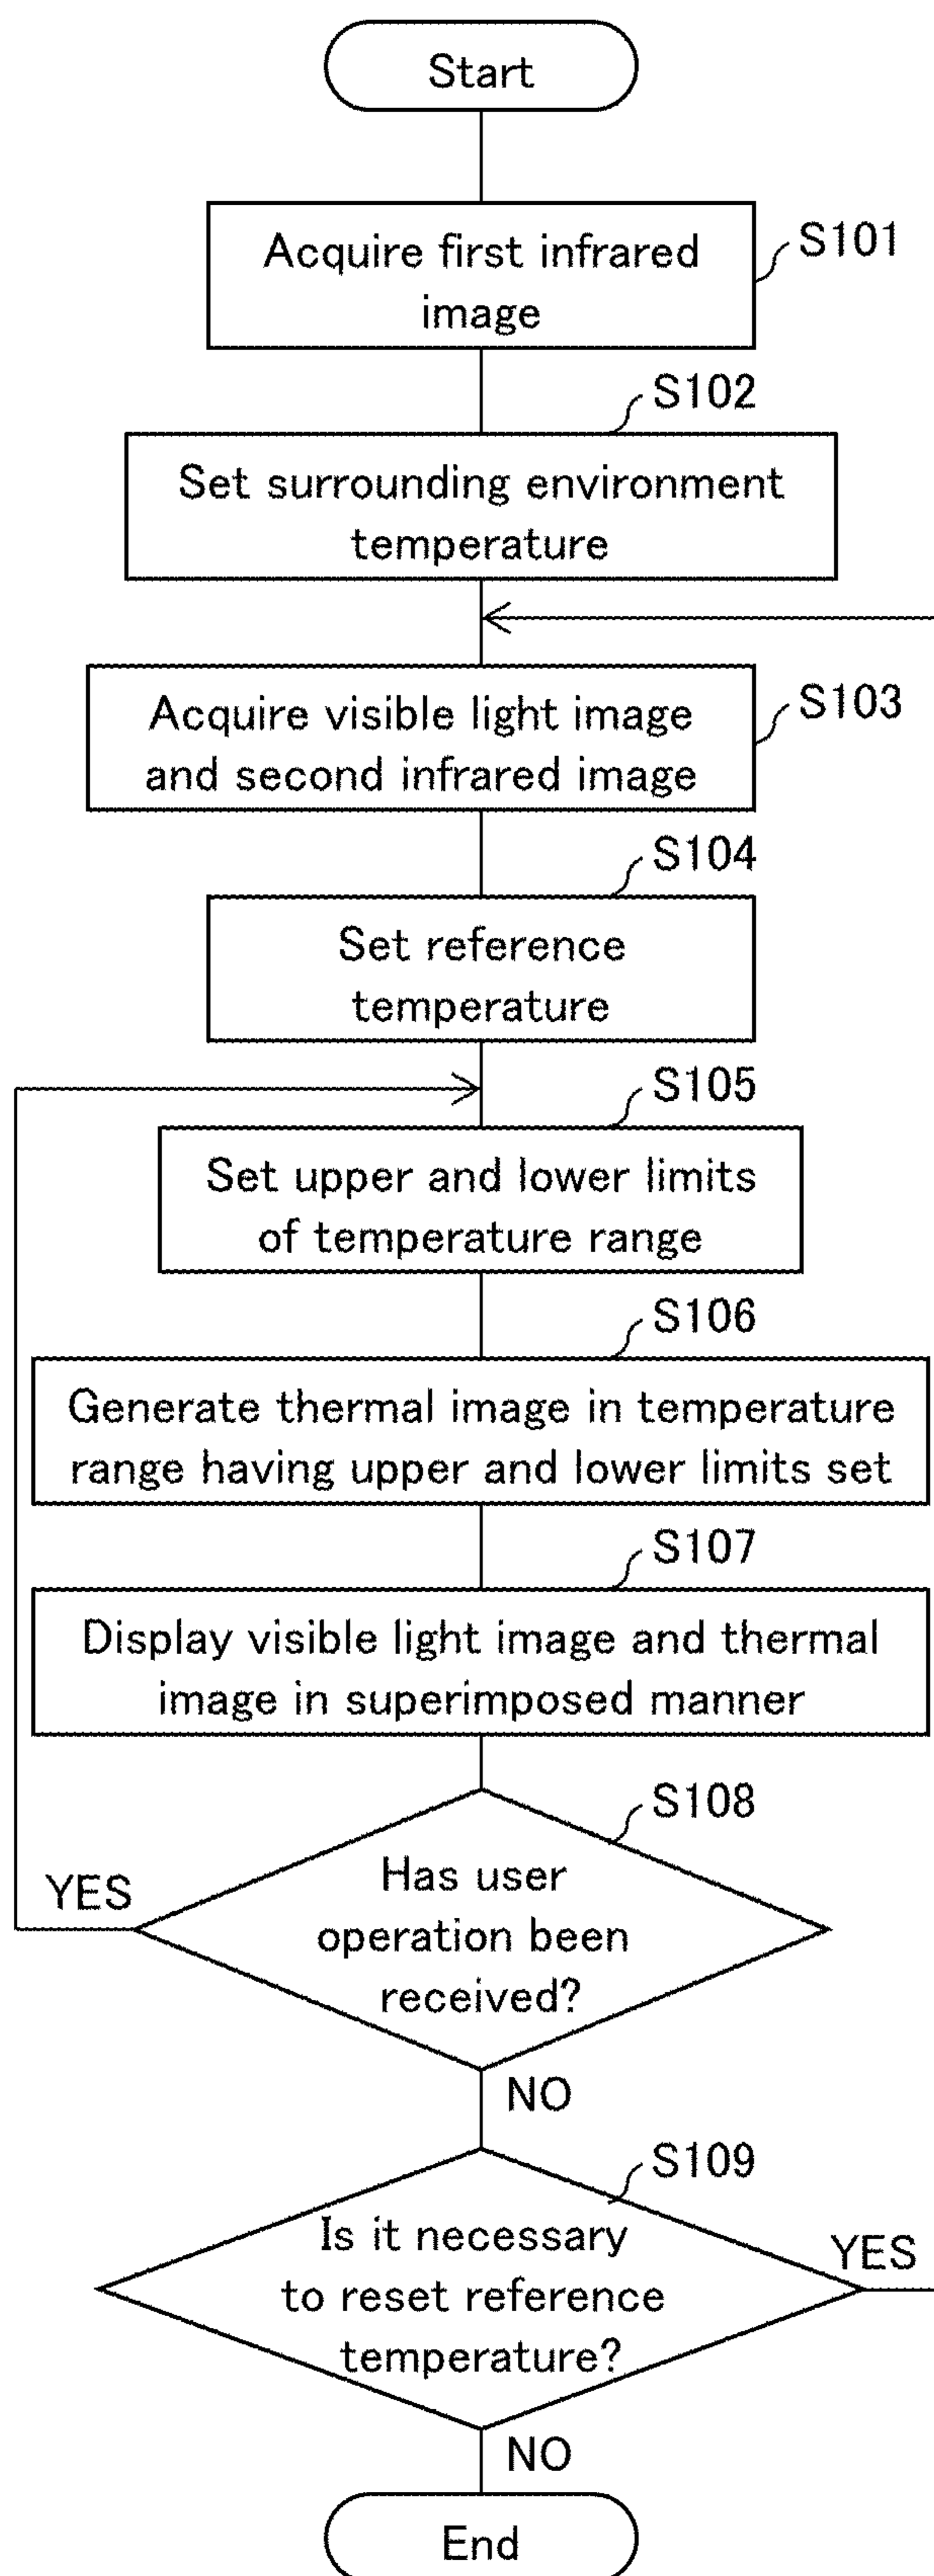 Start
Acquire first infrared
image
S101
S102
Set surrounding environment
temperature
Acquire visible light image
and second infrared image
S103
S104
Set reference
temperature
S105
Set upper and lower limits
of temperature range
S106
Generate thermal image in temperature
range having upper and lower limits set
S107
Display visible light image and thermal
image in superimposed manner
S108
Has user
operation been
received?
YES
NO
S109
Is it necessary
to reset reference
temperature?
YES
NO
End